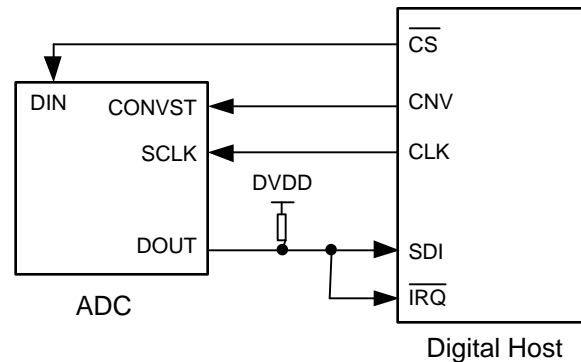 CS
DIN
CONVST
CNV
SCLK
CLK
DVDD
DOUT
SDI
IRQ
ADC
Digital Host